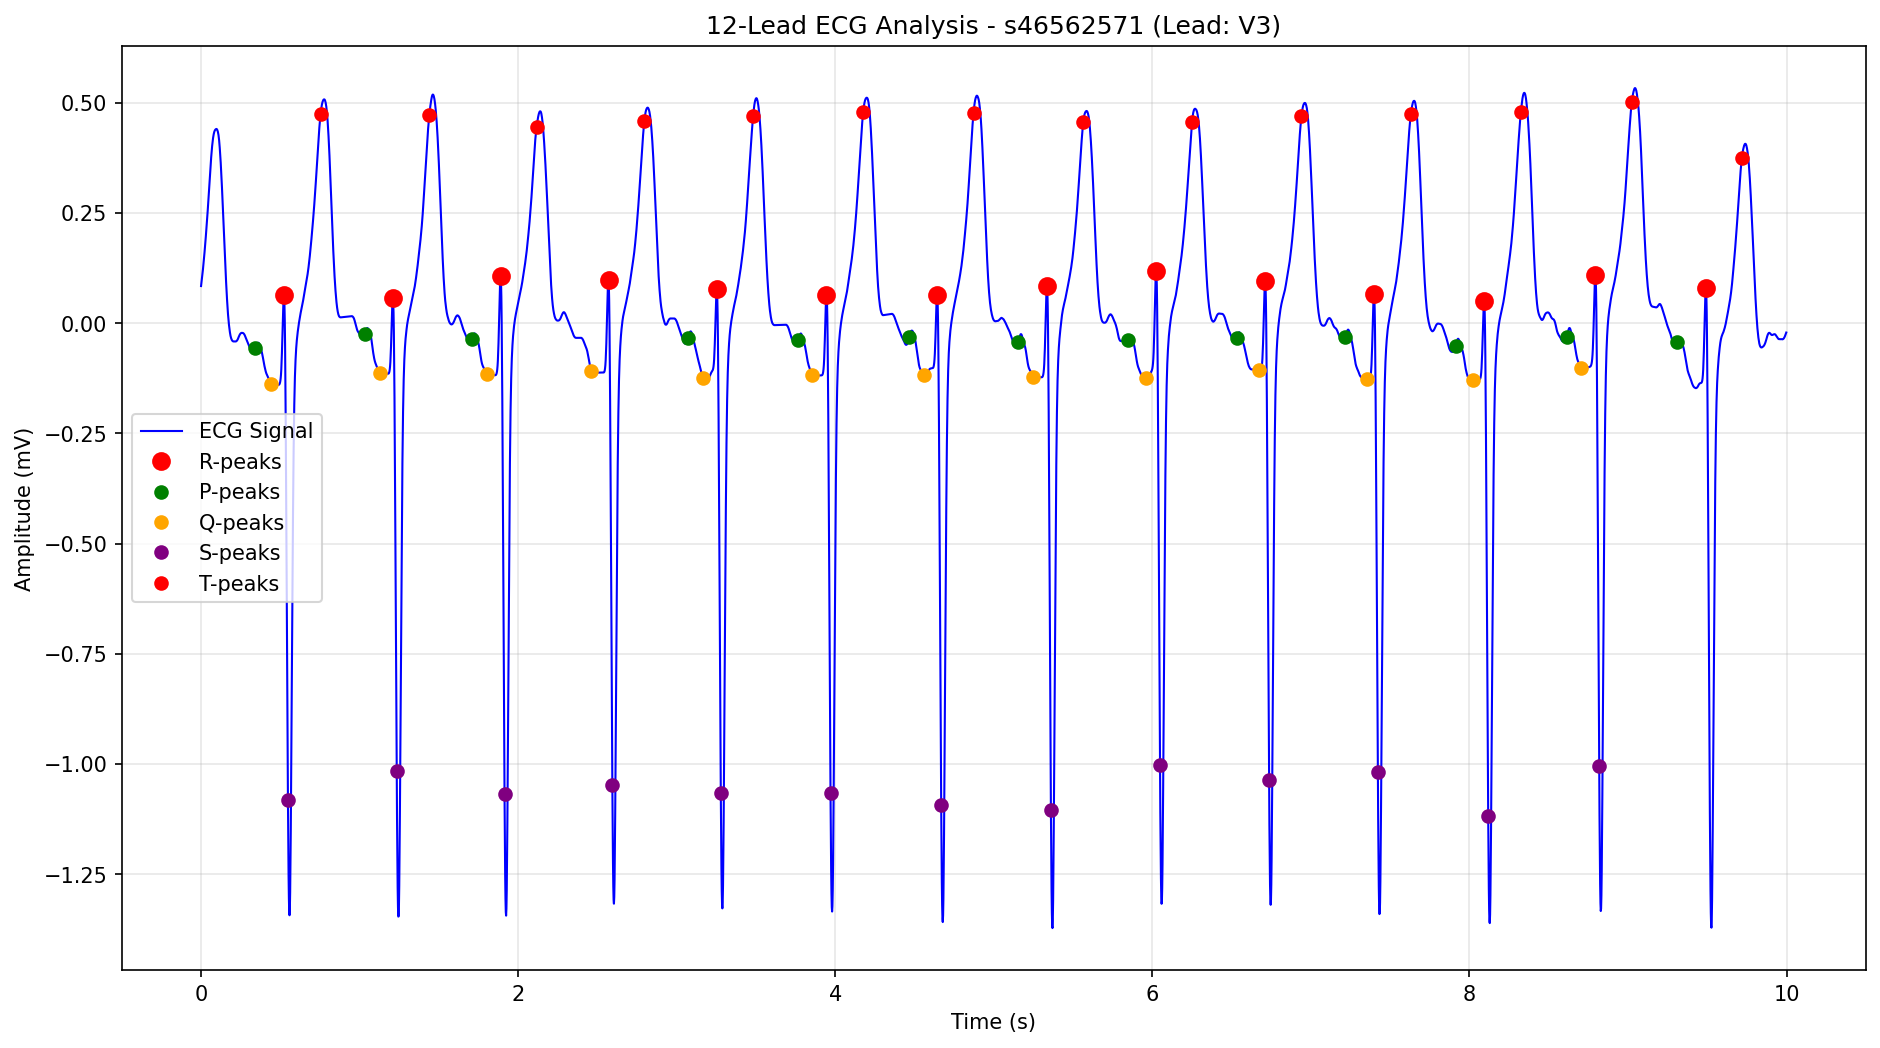 12-Lead ECG Analysis - s46562571 (Lead: V3)
Amplitude (mV)
0.50
0.25
0.00
−0.25
−0.50
−0.75
−1.00
−1.25
ECG Signal
R-peaks
P-peaks
Q-peaks
S-peaks
T-peaks
0 2 4 6 8 10
Time (s)